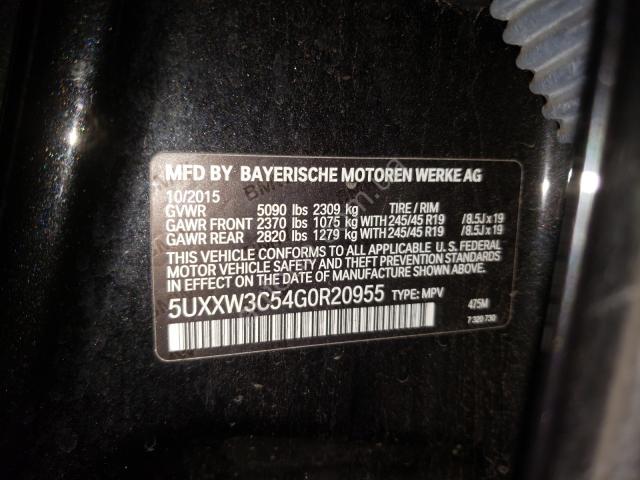 MFD BY BAYERISCHE MOTOREN WERKE AG
10/2015
GVWR 5090 lbs 2309 kg TIRE / RIM
GAWR FRONT 2370 lbs 1075 kg WITH 245/45 R19 /8.5J x 19
GAWR REAR 2820 lbs 1279 kg WITH 245/45 R19 /8.5J x 19
THIS VEHICLE CONFORMS TO ALL APPLICABLE U.S. FEDERAL
MOTOR VEHICLE SAFETY, BUMPER, AND THEFT PREVENTION STANDARDS
IN EFFECT ON THE DATE OF MANUFACTURE SHOWN ABOVE.
5UXXW3C54G0R20955 TYPE: MPV 475M
7 320 730